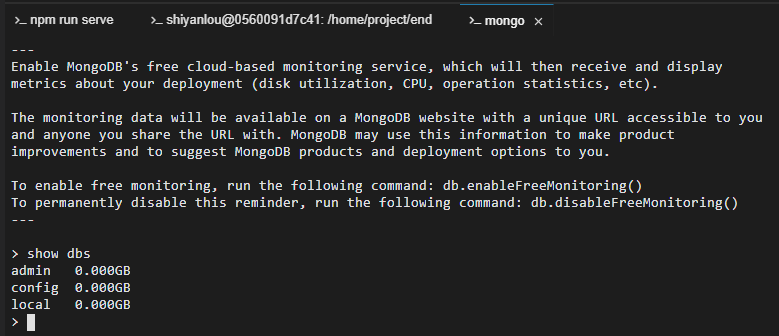 >_ npm run serve >_ shiyanlou@0560091d7c41: /home/project/end >_ mongo ×
---
Enable MongoDB's free cloud-based monitoring service, which will then receive and display
metrics about your deployment (disk utilization, CPU, operation statistics, etc).

The monitoring data will be available on a MongoDB website with a unique URL accessible to you
and anyone you share the URL with. MongoDB may use this information to make product
improvements and to suggest MongoDB products and deployment options to you.

To enable free monitoring, run the following command: db.enableFreeMonitoring()
To permanently disable this reminder, run the following command: db.disableFreeMonitoring()
---

> show dbs
admin   0.000GB
config  0.000GB
local   0.000GB
>